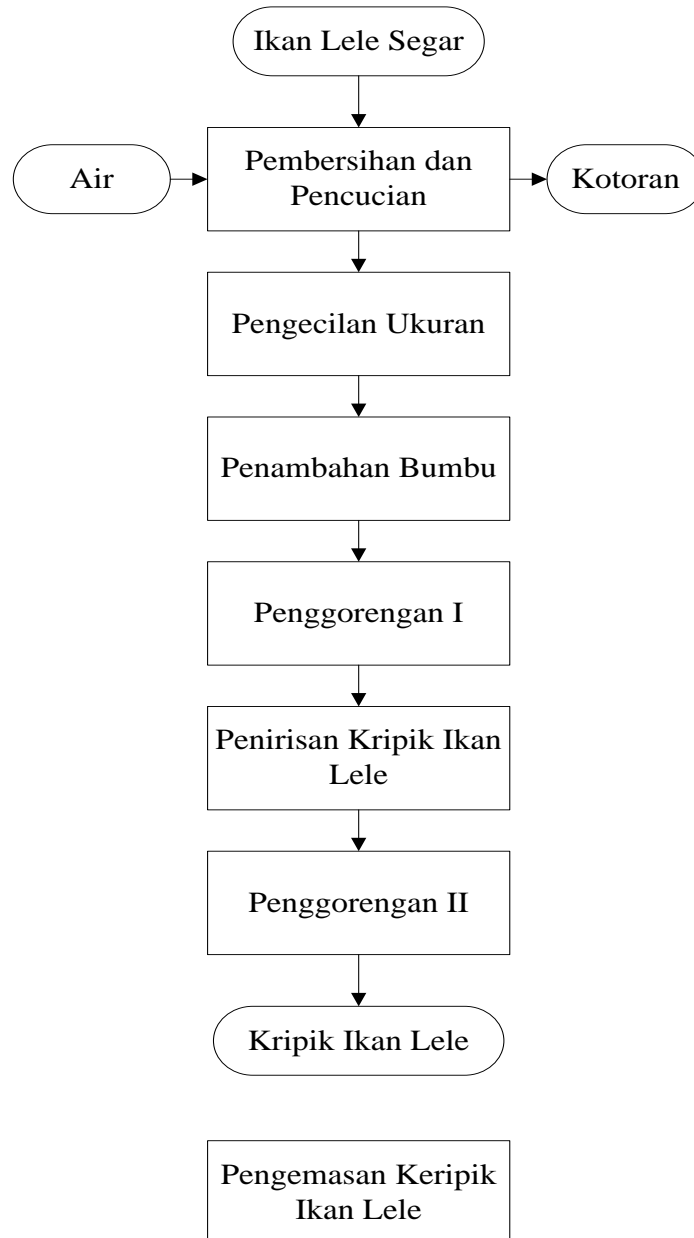 Ikan Lele Segar
Air
Pembersihan dan
Pencucian
Kotoran
Pengecilan Ukuran
Penambahan Bumbu
Penggorengan I
Penirisan Kripik Ikan
Lele
Penggorengan II
Kripik Ikan Lele
Pengemasan Keripik
Ikan Lele